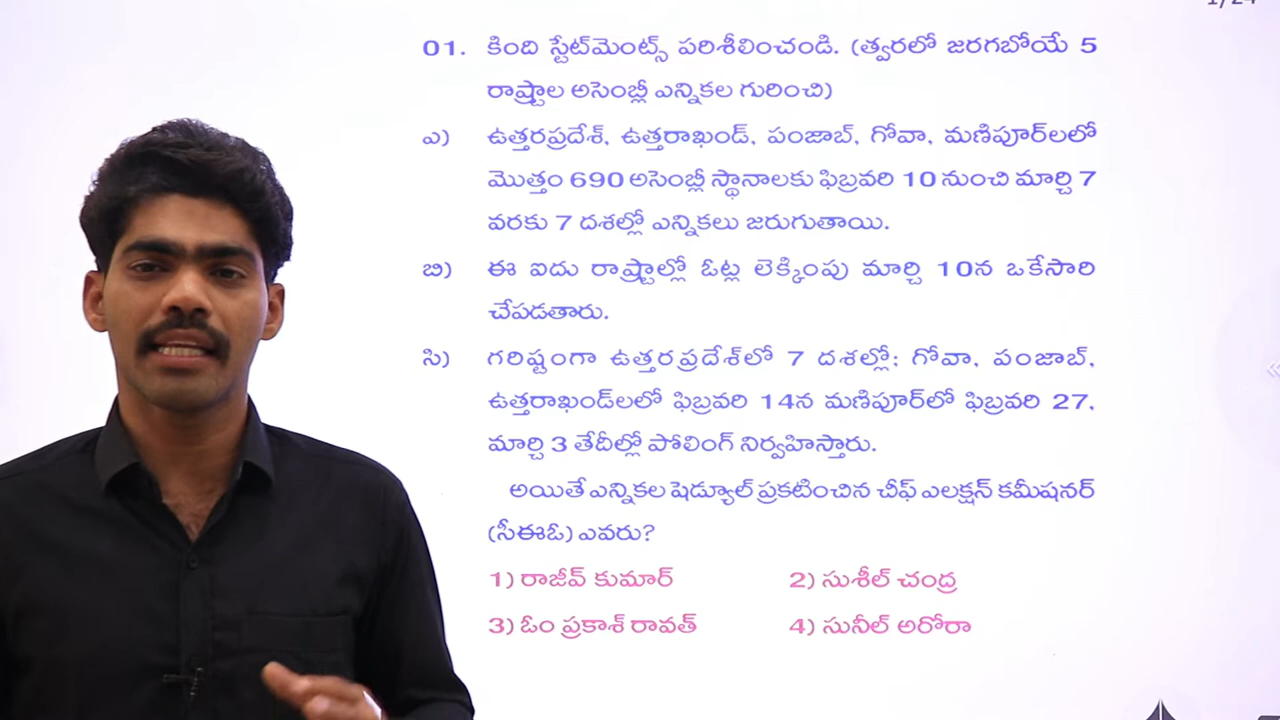 01. కింది స్టేట్‌మెంట్స్ పరిశీలించండి. (త్వరలో జరగబోయే 5
రాష్ట్రాల అసెంబ్లీ ఎన్నికల గురించి)
ఎ) ఉత్తరప్రదేశ్, ఉత్తరాఖండ్, పంజాబ్, గోవా, మణిపూర్‌లలో
మొత్తం 690 అసెంబ్లీ స్థానాలకు ఫిబ్రవరి 10 నుంచి మార్చి 7
వరకు 7 దశల్లో ఎన్నికలు జరుగుతాయి.
బి) ఈ ఐదు రాష్ట్రాల్లో ఓట్ల లెక్కింపు మార్చి 10న ఒకేసారి
చేపడతారు.
సి) గరిష్టంగా ఉత్తరప్రదేశ్‌లో 7 దశల్లో; గోవా, పంజాబ్,
ఉత్తరాఖండ్‌లలో ఫిబ్రవరి 14న మణిపూర్‌లో ఫిబ్రవరి 27,
మార్చి 3 తేదీల్లో పోలింగ్ నిర్వహిస్తారు.
అయితే ఎన్నికల షెడ్యూల్ ప్రకటించిన చీఫ్ ఎలక్షన్ కమీషనర్
(సీఈఓ) ఎవరు?
1) రాజీవ్ కుమార్ 2) సుశీల్ చంద్ర
3) ఓం ప్రకాశ్ రావత్ 4) సునీల్ అరోరా